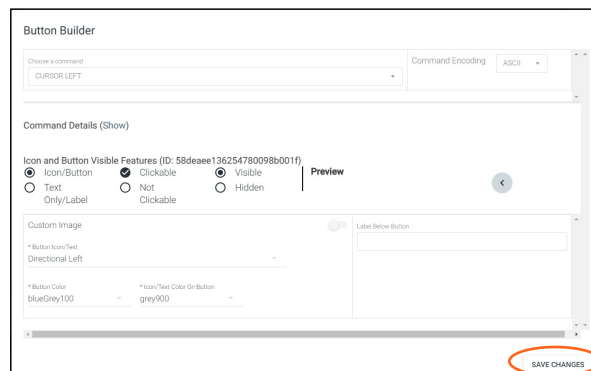 Button Builder
Choose a command
CURSOR LEFT
Command Encoding ASCII
Command Details (Show)
Icon and Button Visible Features (ID: 58deaee136254780098b001f)
Icon/Button Clickable Visible Preview
Text Only/Label Not Clickable Hidden
Custom Image Label Below Button
* Button Icon/Text
Directional Left
* Button Color * Icon/Text Color On Button
blueGrey100 grey900
SAVE CHANGES